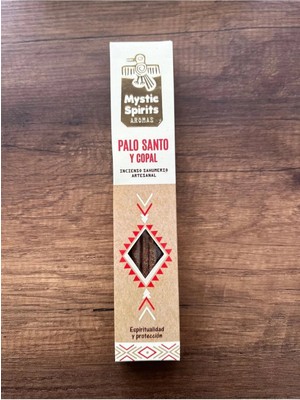 Mystic
Spirits
AROMAS
PALO SANTO
Y COPAL
INCIENSO SAHUMERIO
ARTESANAL
Espiritualidad
y protección